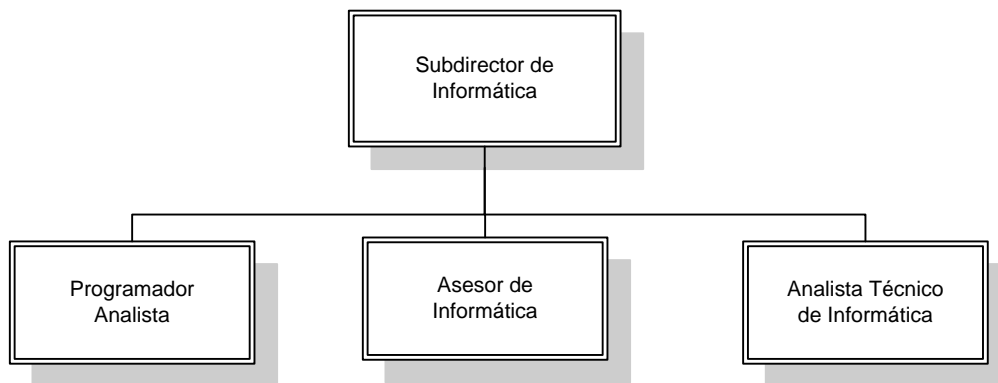 Subdirector de
Informática
Programador
Analista
Asesor de
Informática
Analista Técnico
de Informática